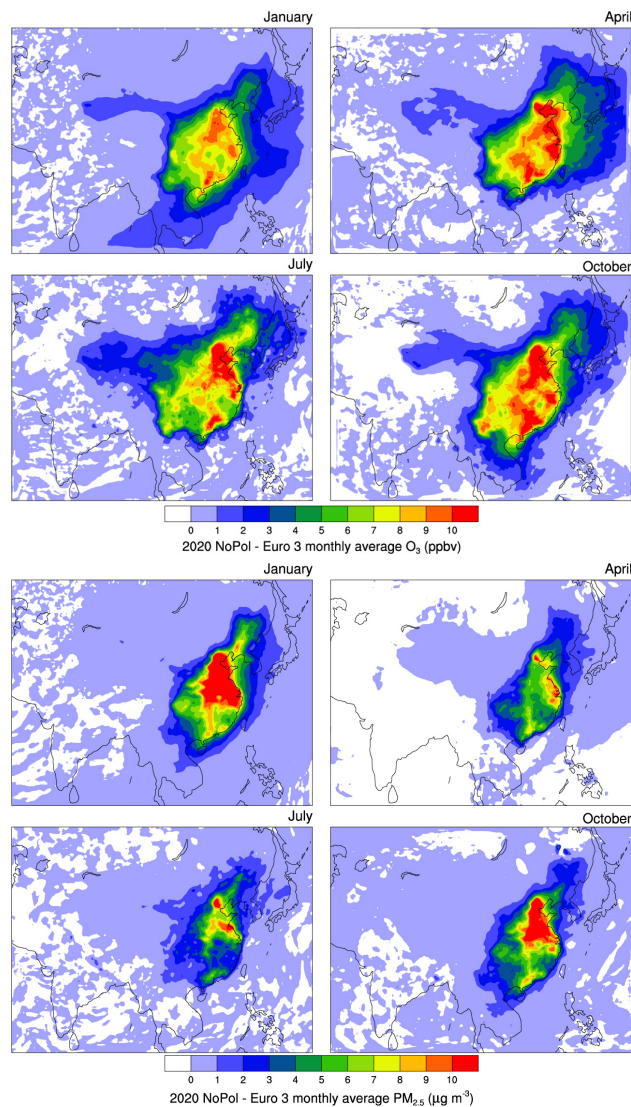 January April
July October
0 1 2 3 4 5 6 7 8 9 10
2020 NoPol - Euro 3 monthly average O₃ (ppbv)
January April
July October
0 1 2 3 4 5 6 7 8 9 10
2020 NoPol - Euro 3 monthly average PM₂.₅ (μg m⁻³)